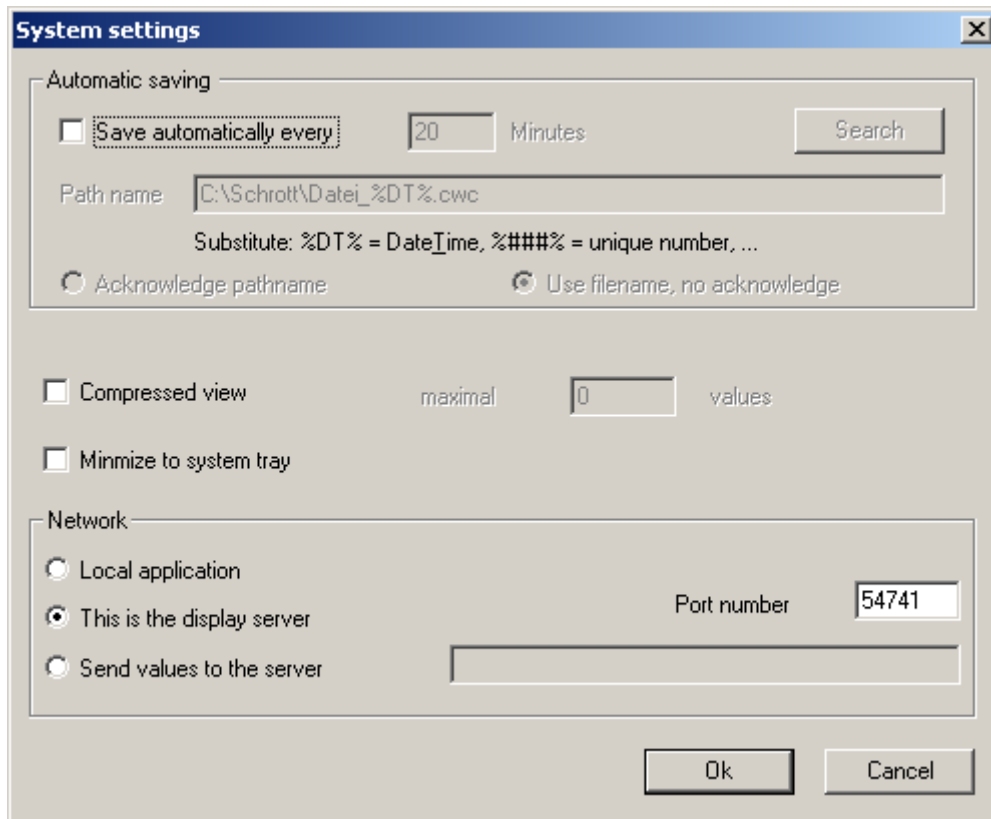 System settings
Automatic saving
Save automatically every 20 Minutes Search
Path name C:\Schrott\Datei_%DT%.cwc
Substitute: %DT% = DateTime, %###% = unique number, ...
Acknowledge pathname Use filename, no acknowledge
Compressed view maximal 0 values
Minmize to system tray
Network
Local application
This is the display server Port number 54741
Send values to the server
Ok Cancel